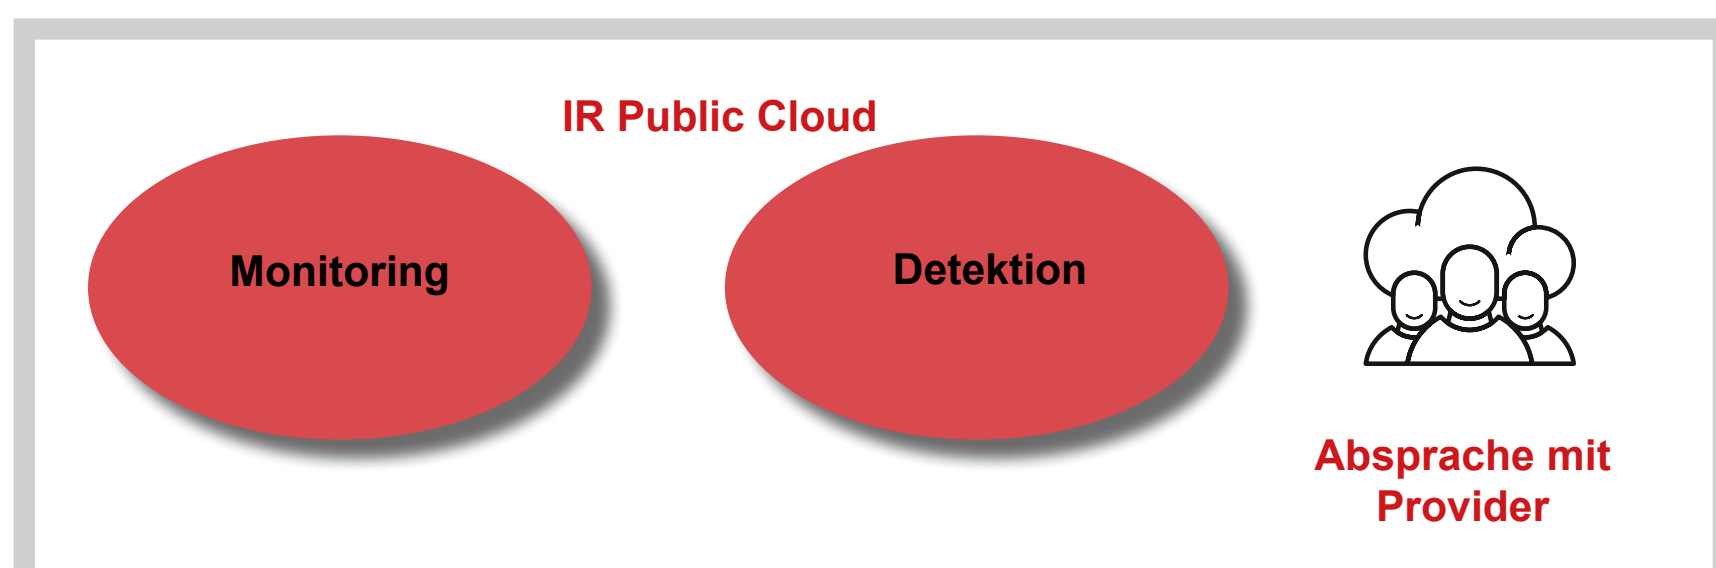 IR Public Cloud
Monitoring
Detektion
Absprache mit
Provider